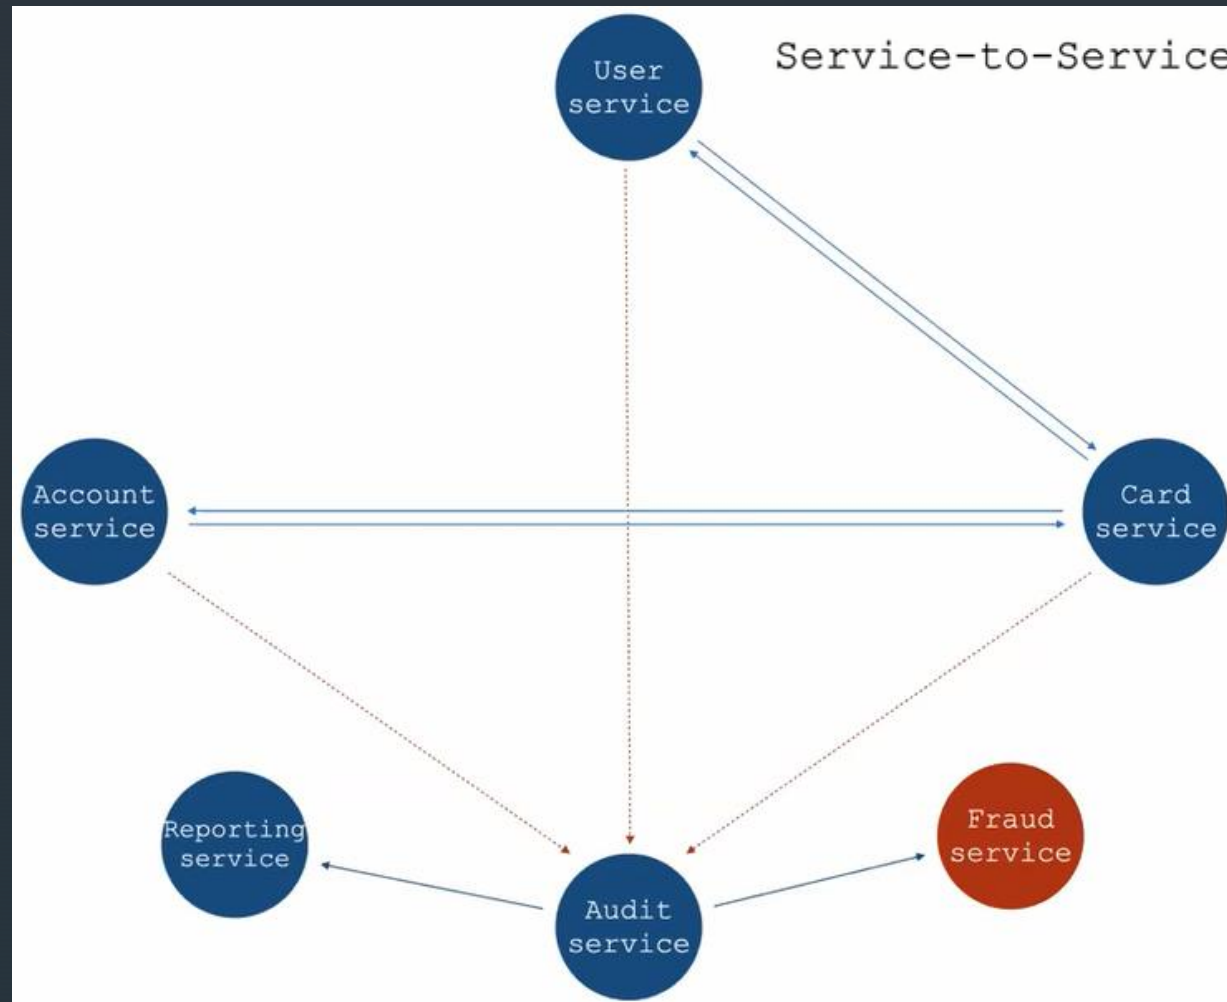 Service-to-Service
User
service
Account
service
Card
service
Reporting
service
Fraud
service
Audit
service